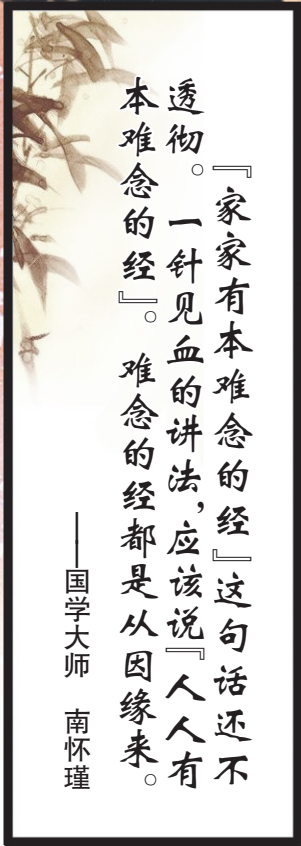 『家家有本难念的经』这句话还不
透彻。一针见血的讲法,应该说『人人有
本难念的经』。难念的经都是从因缘来。
——国学大师 南怀瑾